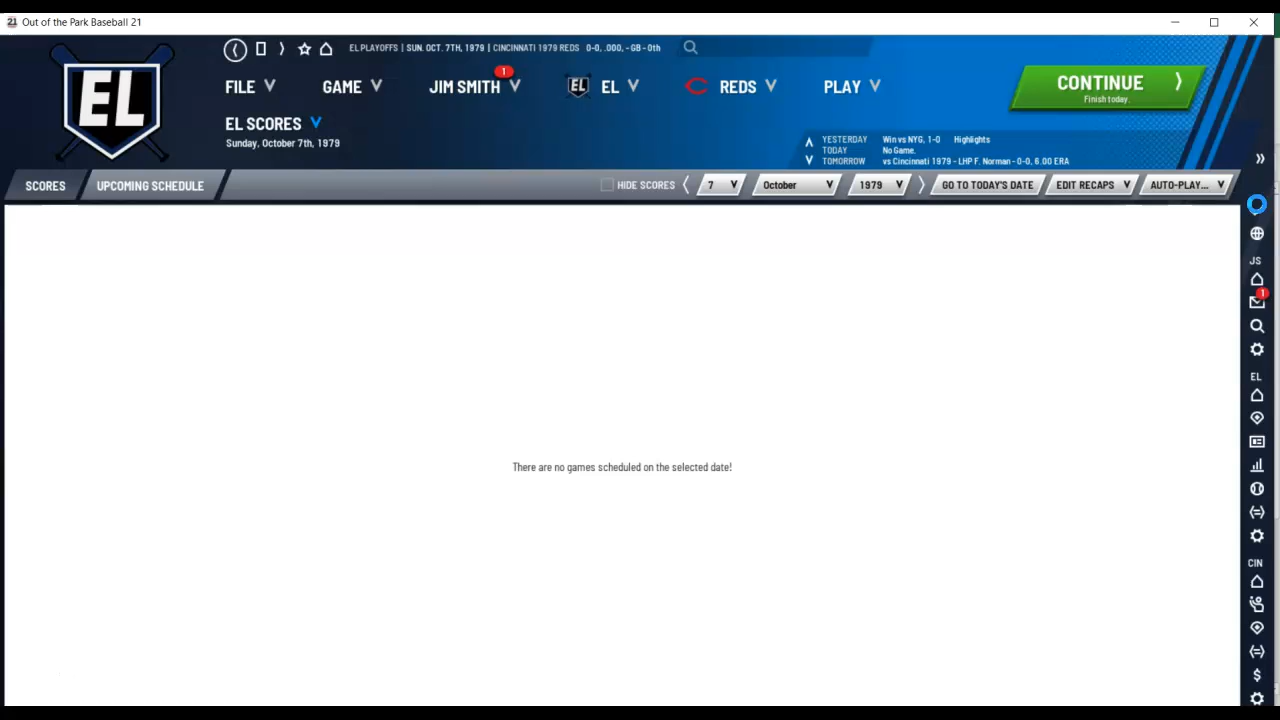 21 Out of the Park Baseball 21
EL PLAYOFFS | SUN. OCT. 7TH, 1979 | CINCINNATI 1979 REDS 0-0, .000, - GB - 0th
EL
FILE GAME JIM SMITH 1 EL EL REDS PLAY
CONTINUE
Finish today.
EL SCORES
Sunday, October 7th, 1979
YESTERDAY Win vs NYG, 1-0 Highlights
TODAY No Game.
TOMORROW vs Cincinnati 1979 - LHP F. Norman - 0-0, 6.00 ERA
SCORES UPCOMING SCHEDULE HIDE SCORES 7 October 1979 GO TO TODAY'S DATE EDIT RECAPS AUTO-PLAY...
JS
1
EL
There are no games scheduled on the selected date!
CIN
$